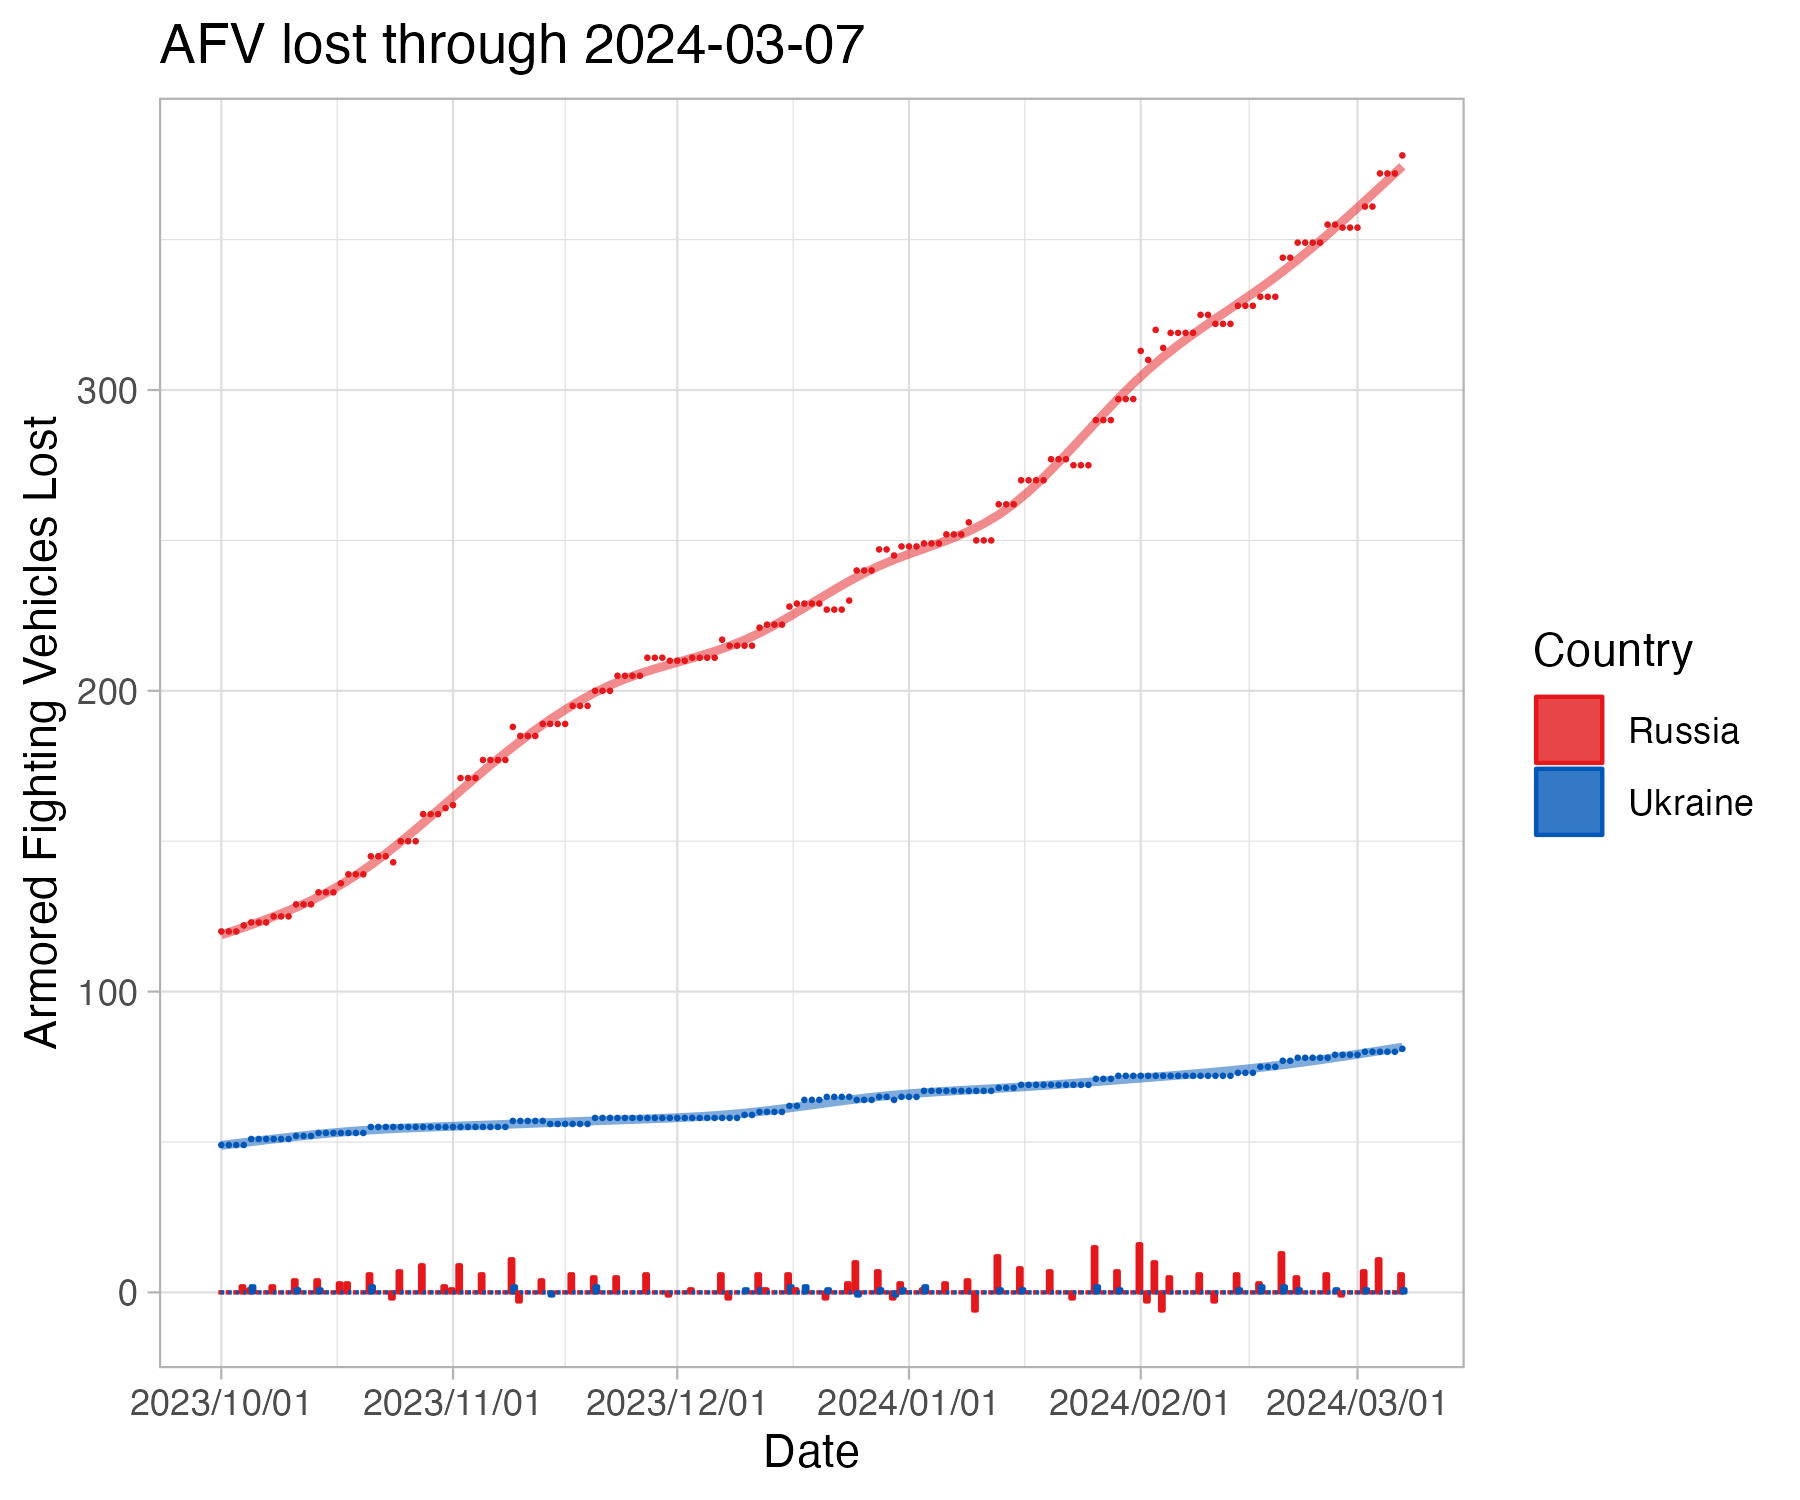 AFV lost through 2024-03-07
Armored Fighting Vehicles Lost
300
200
100
0
2023/10/01
2023/11/01
2023/12/01
2024/01/01
2024/02/01
2024/03/01
Date
Country
Russia
Ukraine